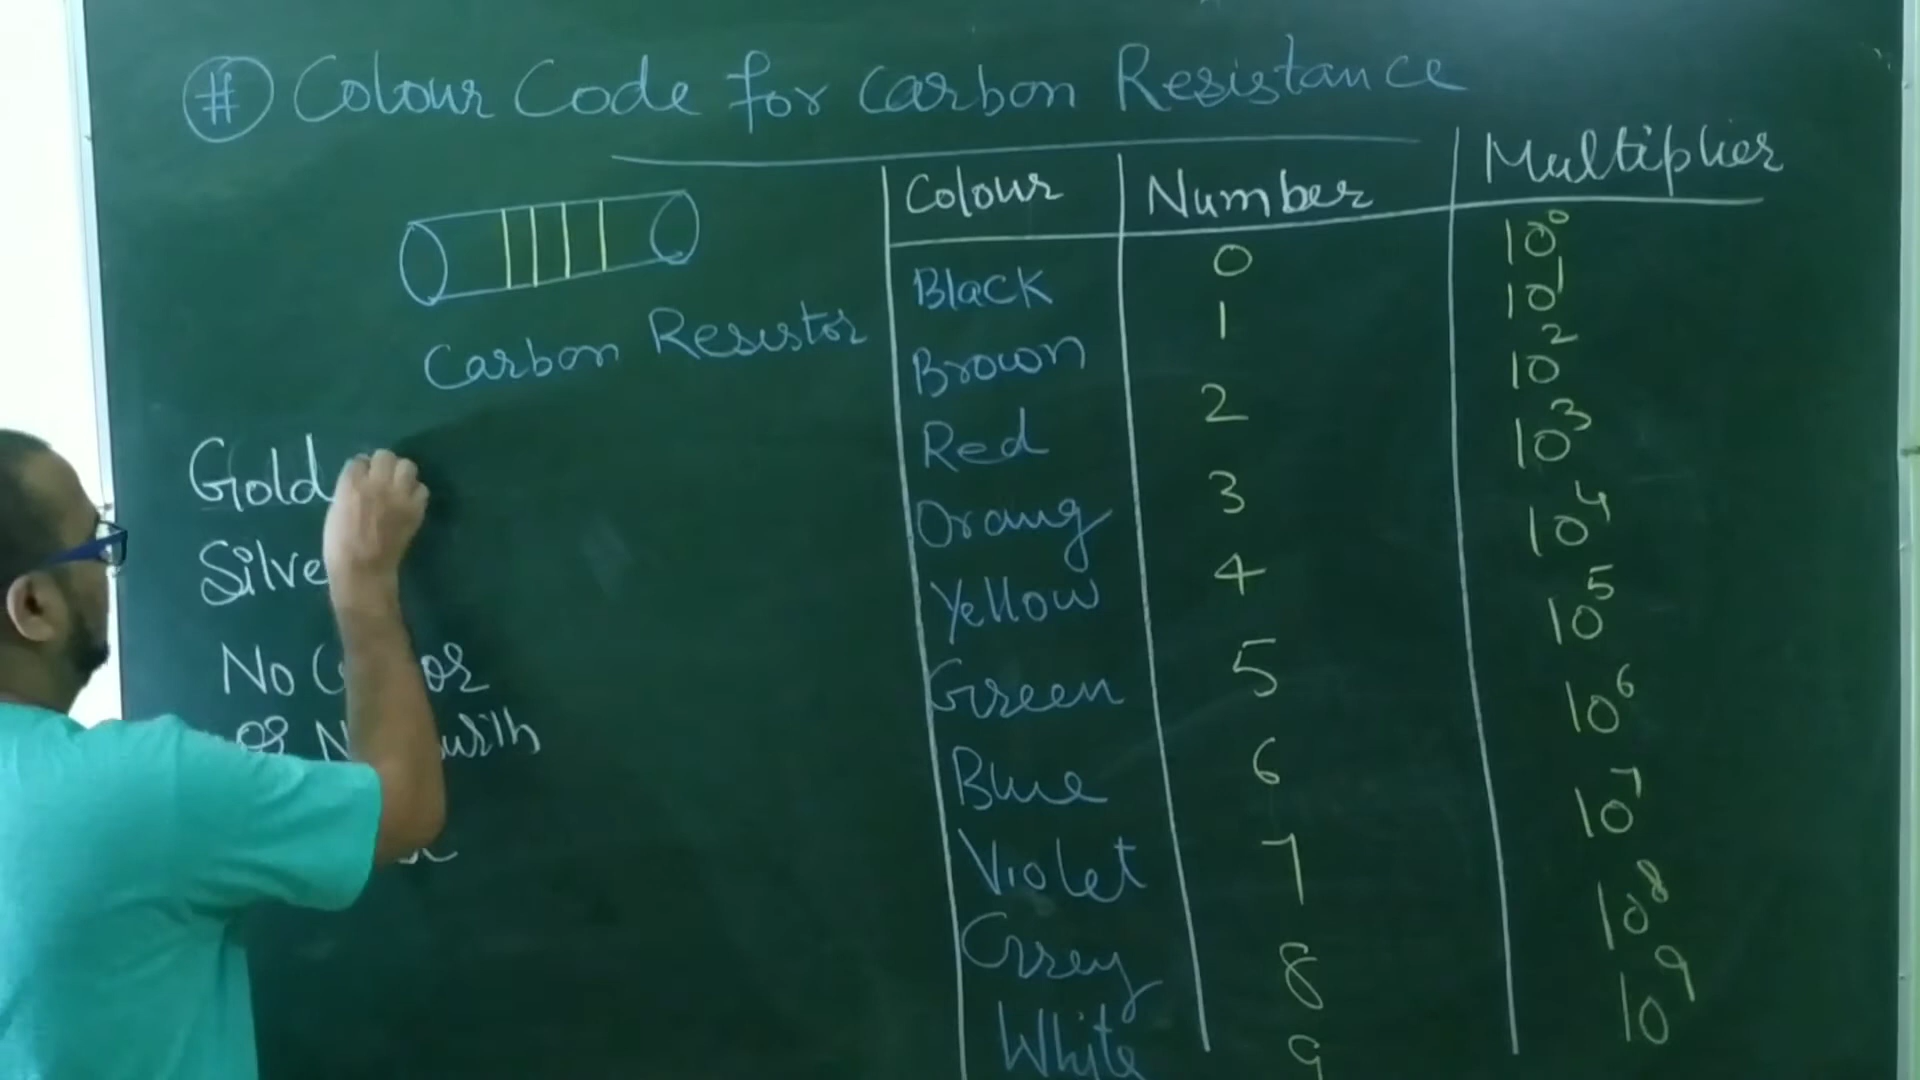 # Colour Code for Carbon Resistance
Colour Number Multiplier
Black 0 10⁰
Brown 1 10¹
Red 2 10²
Orang 3 10³
Yellow 4 10⁴
Green 5 10⁵
Blue 6 10⁶
Violet 7 10⁷
Grey 8 10⁸
White 9 10⁹
Carbon Resistor
Gold
Silve
No